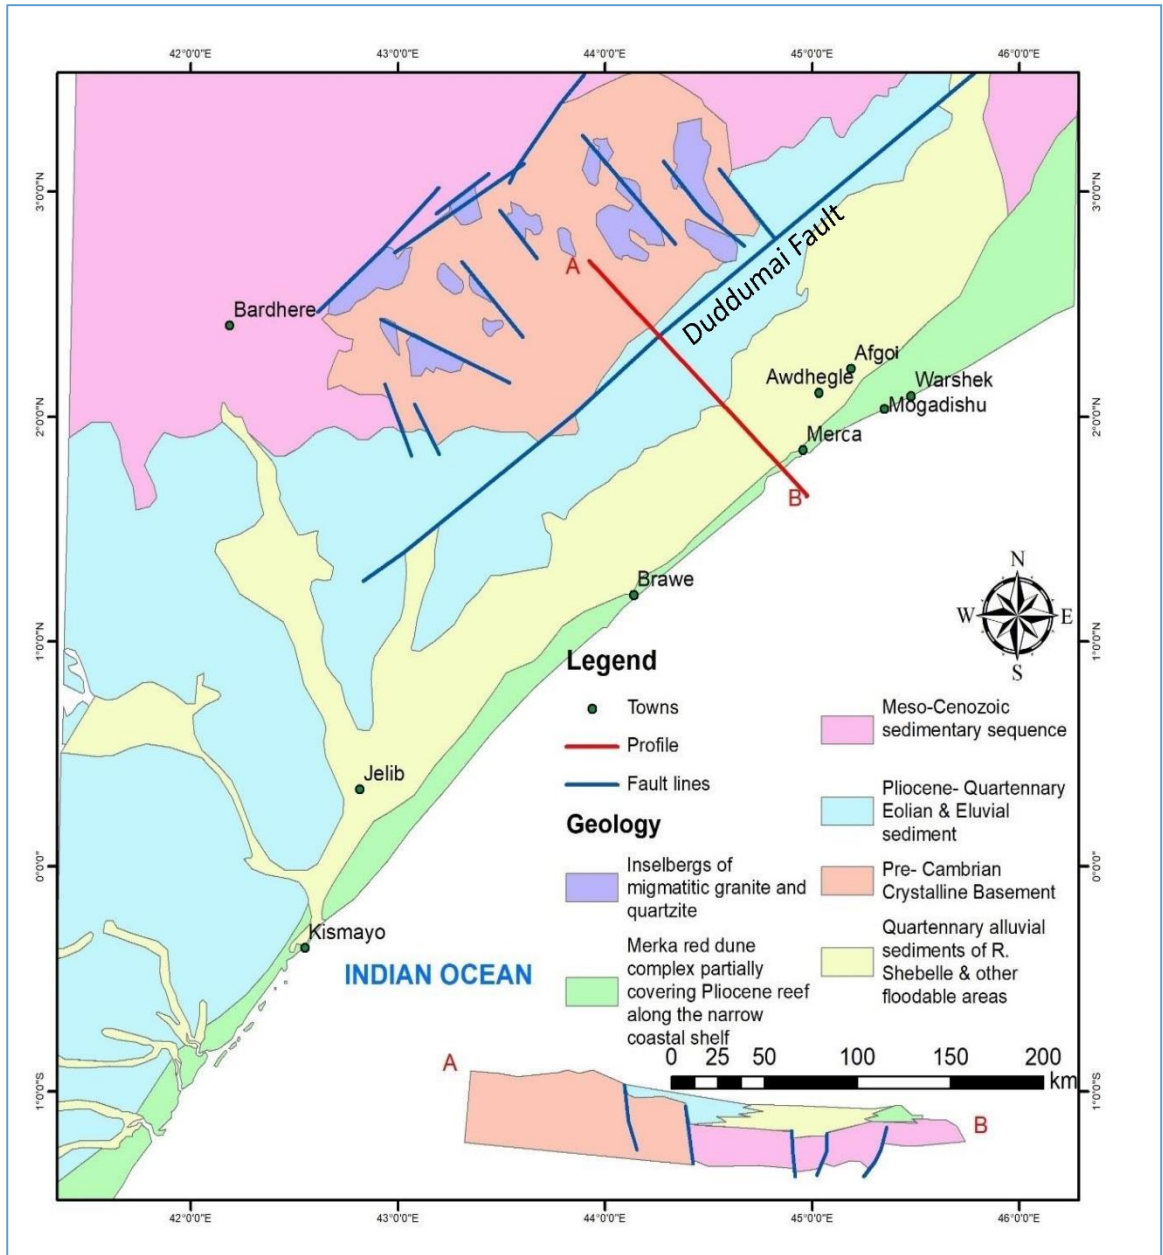 42°0'0"E 43°0'0"E 44°0'0"E 45°0'0"E 46°0'0"E
3°0'0"N
3°0'0"N
2°0'0"N
2°0'0"N
1°0'0"N
1°0'0"N
0°0'0"
0°0'0"
1°0'0"S
1°0'0"S
A
Duddumai Fault
Bardhere
Afgoi
Awdhegle
Warshek
Mogadishu
Merca
B
Brawe
N
W E
S
Jelib
Kismayo
INDIAN OCEAN
Legend
Towns
Profile
Fault lines
Geology
Inselbergs of
migmatitic granite and
quartzite
Merka red dune
complex partially
covering Pliocene reef
along the narrow
coastal shelf
Meso-Cenozoic
sedimentary sequence
Pliocene- Quartennary
Eolian & Eluvial
sediment
Pre- Cambrian
Crystalline Basement
Quartennary alluvial
sediments of R.
Shebelle & other
floodable areas
0 25 50 100 150 200
km
A
B
42°0'0"E 43°0'0"E 44°0'0"E 45°0'0"E 46°0'0"E